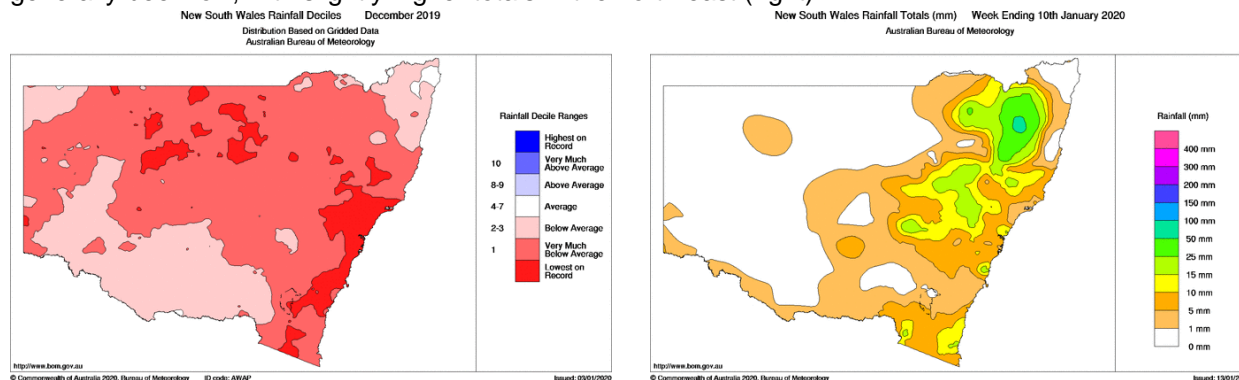 New South Wales Rainfall Deciles December 2019
Distribution Based on Gridded Data
Australian Bureau of Meteorology
Rainfall Decile Ranges
Highest on Record
10 Very Much Above Average
8-9 Above Average
4-7 Average
2-3 Below Average
1 Very Much Below Average
Lowest on Record
http://www.bom.gov.au
© Commonwealth of Australia 2020, Bureau of Meteorology ID code: AWAP Issued: 03/01/2020
New South Wales Rainfall Totals (mm) Week Ending 10th January 2020
Australian Bureau of Meteorology
Rainfall (mm)
400 mm
300 mm
200 mm
150 mm
100 mm
50 mm
25 mm
15 mm
10 mm
5 mm
1 mm
0 mm
http://www.bom.gov.au
© Commonwealth of Australia 2020, Bureau of Meteorology Issued: 13/01/2